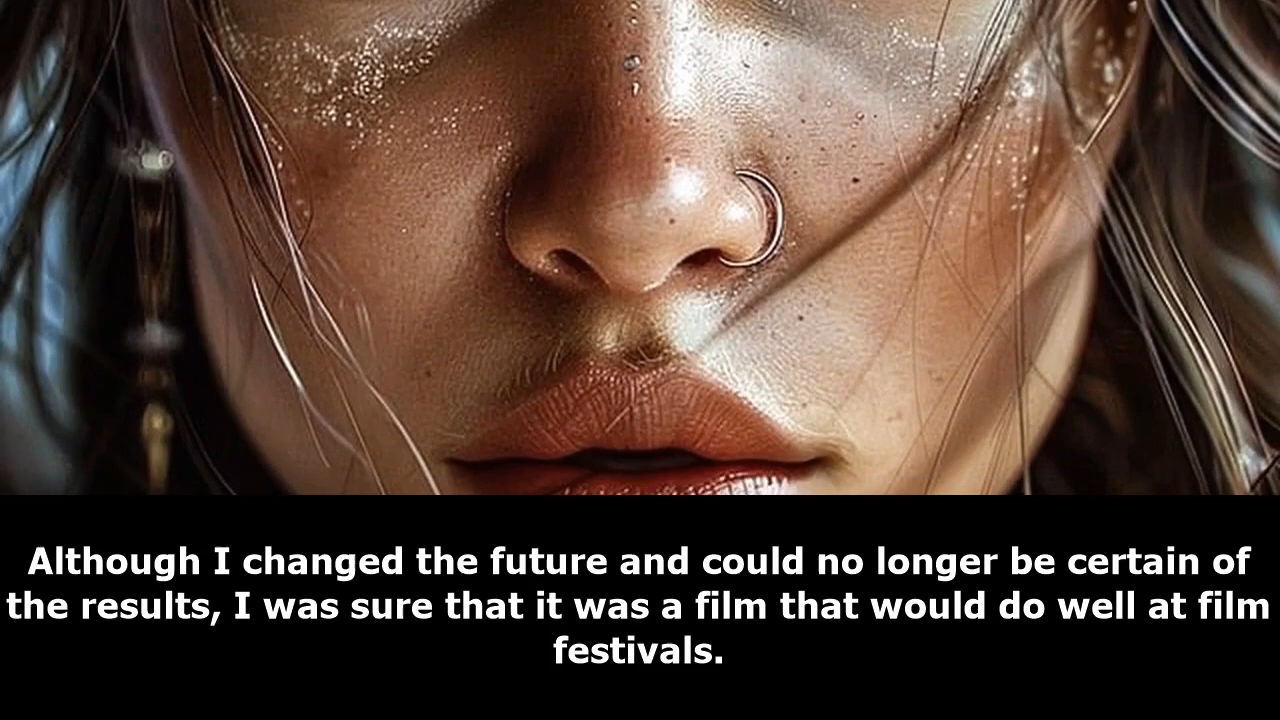 Although I changed the future and could no longer be certain of
the results, I was sure that it was a film that would do well at film
festivals.